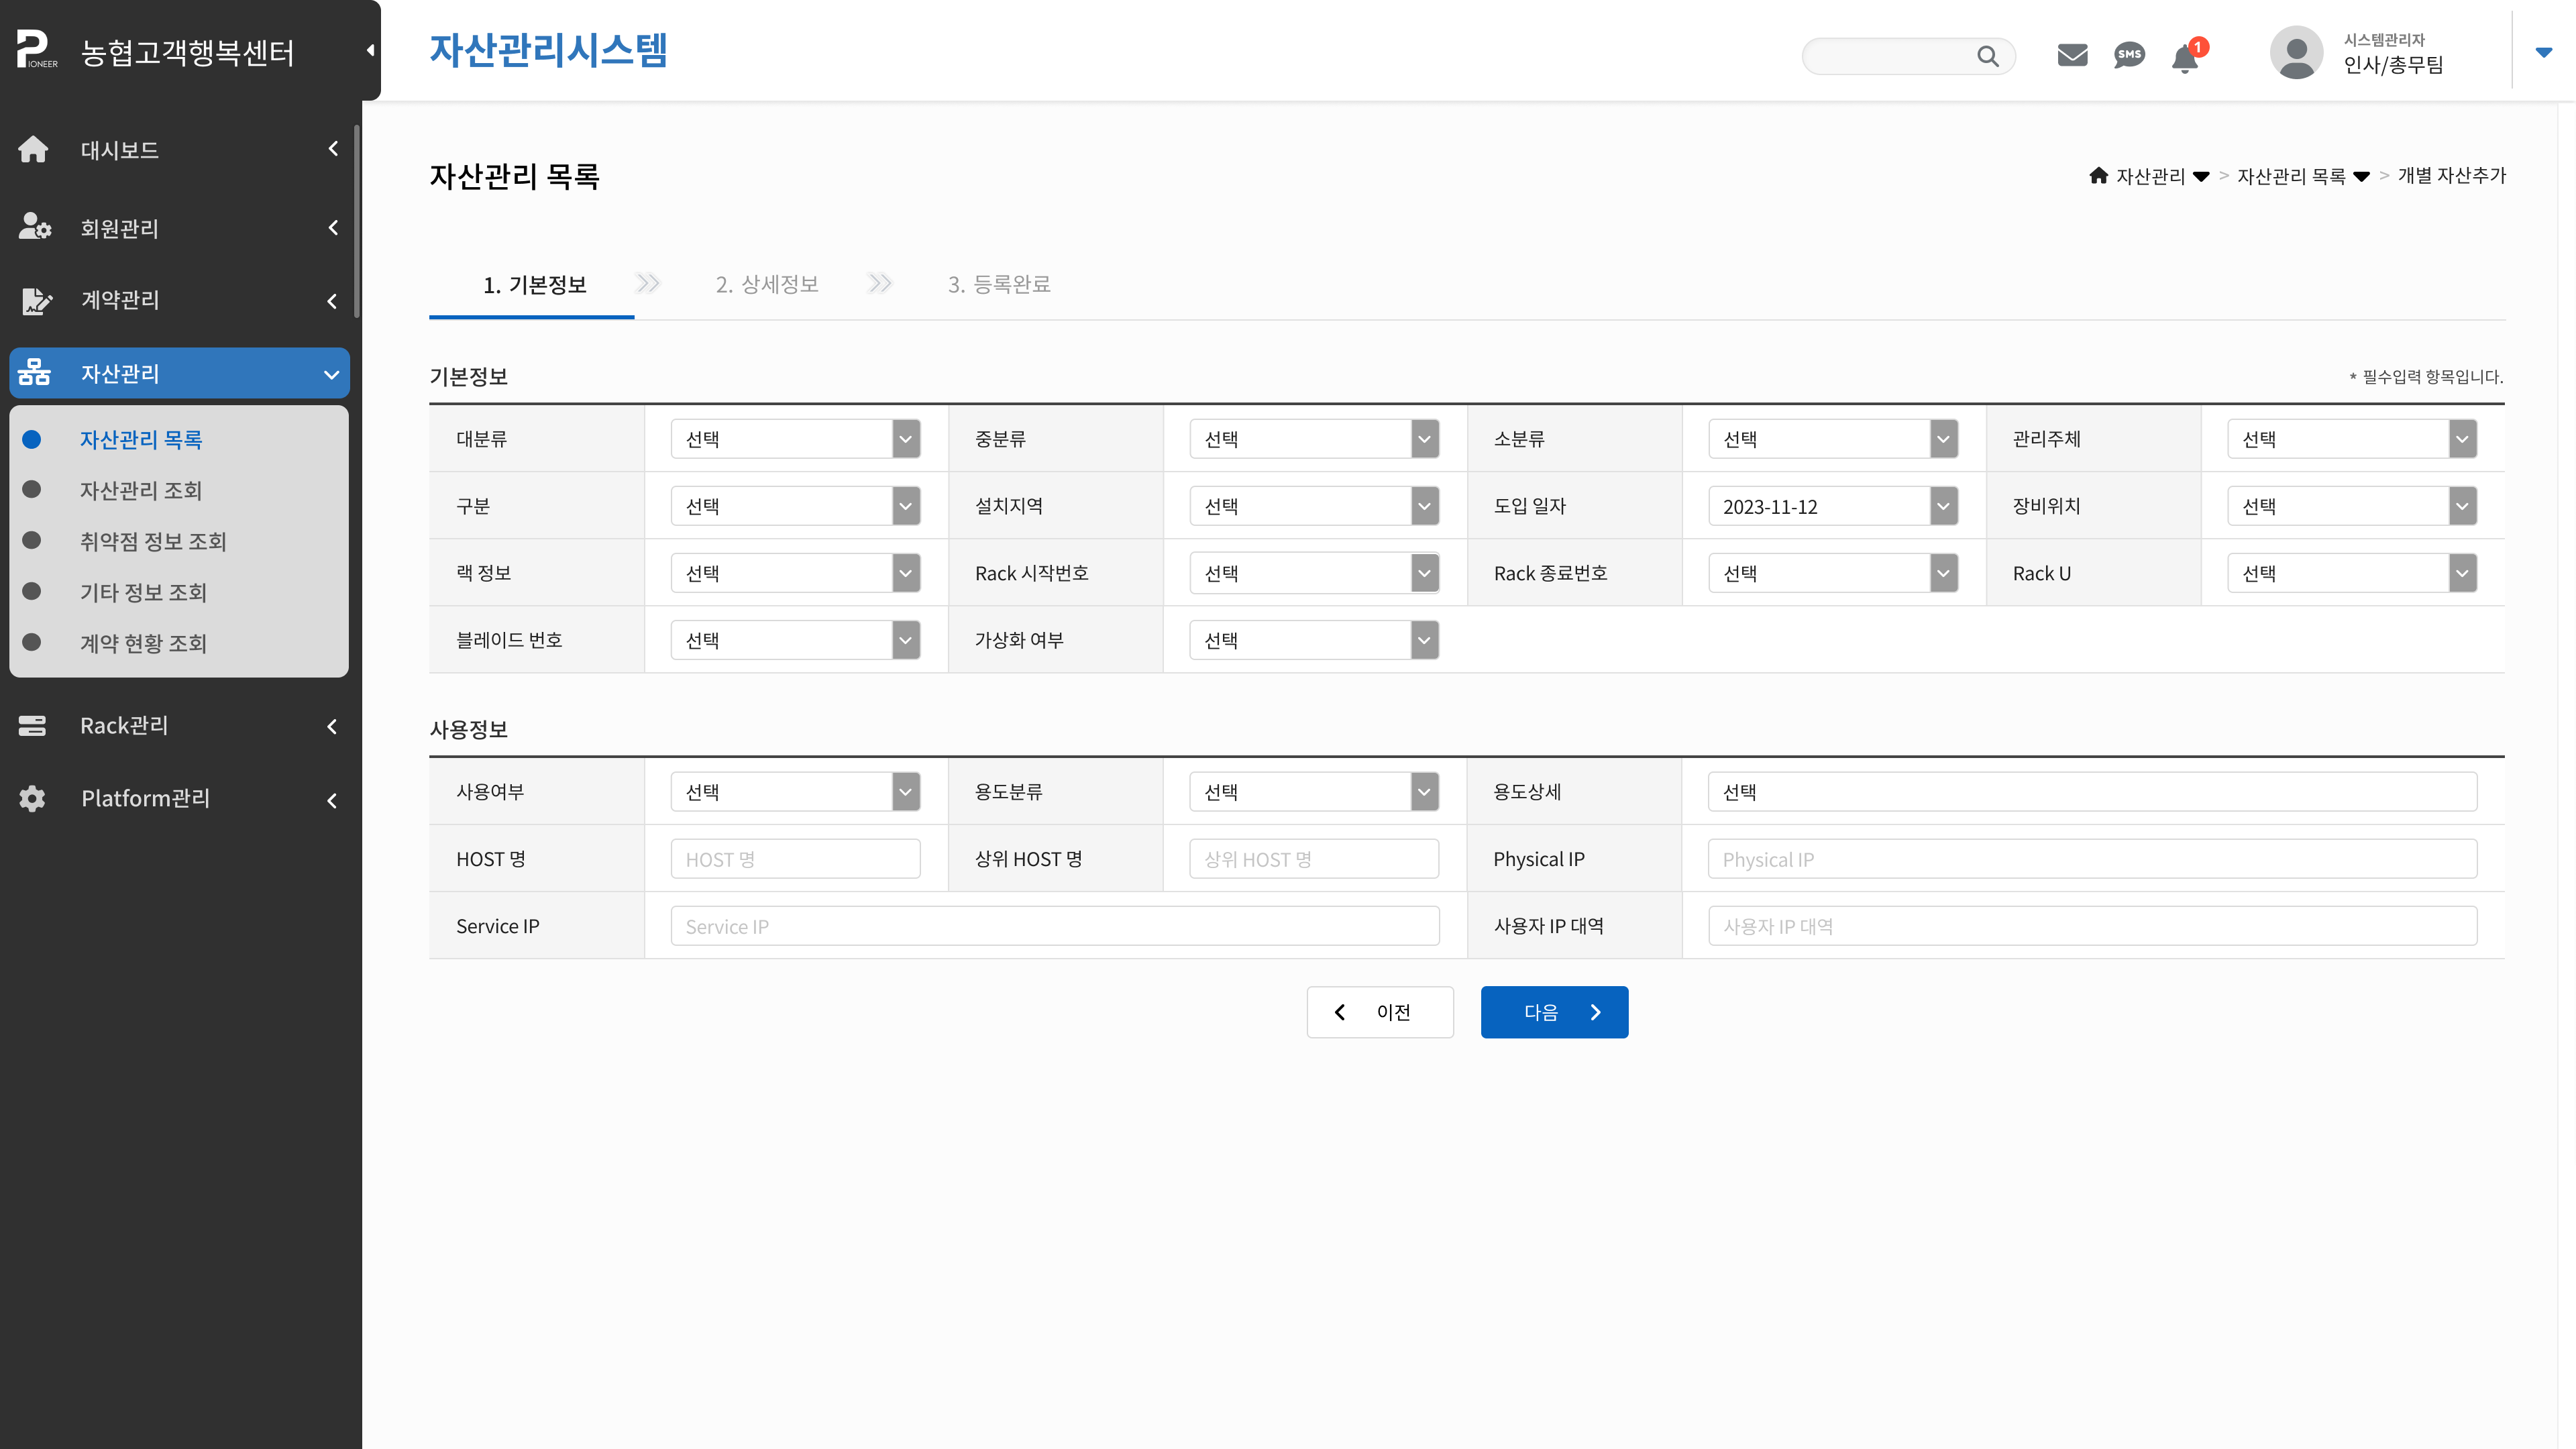 PIONEER
농협고객행복센터
자산관리시스템
SMS
1
시스템관리자
인사/총무팀
대시보드
회원관리
계약관리
자산관리
자산관리 목록
자산관리 조회
취약점 정보 조회
기타 정보 조회
계약 현황 조회
Rack관리
Platform관리
자산관리 목록
자산관리 > 자산관리 목록 > 개별 자산추가
1. 기본정보 2. 상세정보 3. 등록완료
기본정보
* 필수입력 항목입니다.
대분류 선택 중분류 선택 소분류 선택 관리주체 선택
구분 선택 설치지역 선택 도입 일자 2023-11-12 장비위치 선택
랙 정보 선택 Rack 시작번호 선택 Rack 종료번호 선택 Rack U 선택
블레이드 번호 선택 가상화 여부 선택
사용정보
사용여부 선택 용도분류 선택 용도상세 선택
HOST 명 HOST 명 상위 HOST 명 상위 HOST 명 Physical IP Physical IP
Service IP Service IP 사용자 IP 대역 사용자 IP 대역
이전 다음